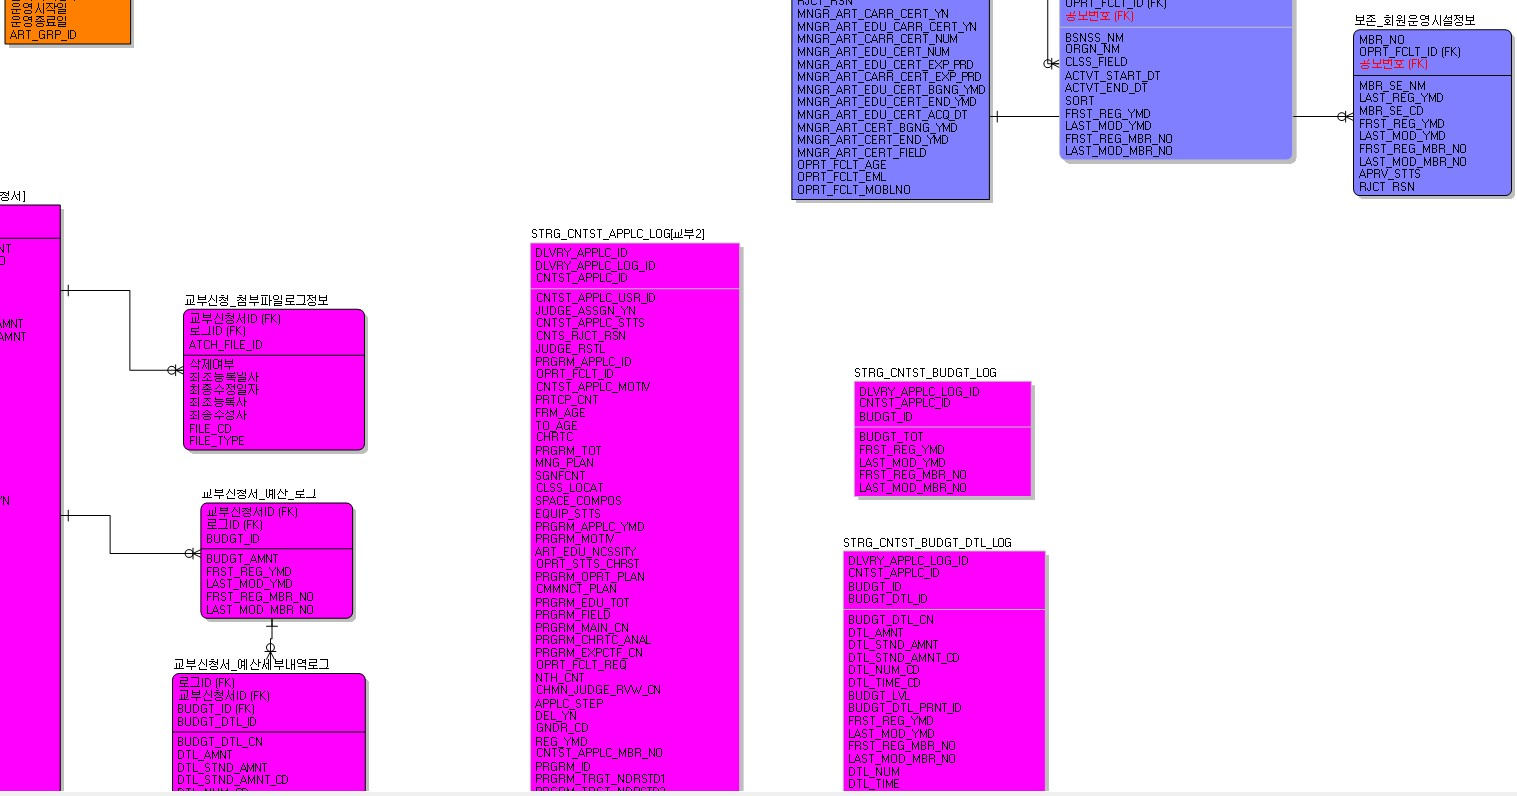 운영시작일
운영종료일
ART_GRP_ID
RJCT_RSN
MNGR_ART_CARR_CERT_YN
MNGR_ART_EDU_CERT_CARR_YN
MNGR_ART_CARR_CERT_NUM
MNGR_ART_EDU_CERT_NUM
MNGR_ART_EDU_CERT_EXP_PRD
MNGR_ART_CARR_CERT_EXP_PRD
MNGR_ART_EDU_CERT_BGNG_YMD
MNGR_ART_EDU_CERT_END_YMD
MNGR_ART_EDU_CERT_ACQ_DT
MNGR_ART_CERT_BGNG_YMD
MNGR_ART_CERT_END_YMD
MNGR_ART_CERT_FIELD
OPRT_FCLT_AGE
OPRT_FCLT_EML
OPRT_FCLT_MOBLNO
OPRT_FCLT_ID (FK)
공모번호 (FK)
BSNSS_NM
ORGN_NM
CLSS_FIELD
ACTVT_START_DT
ACTVT_END_DT
SORT
FRST_REG_YMD
LAST_MOD_YMD
FRST_REG_MBR_NO
LAST_MOD_MBR_NO
보존_회원운영시설정보
MBR_NO
OPRT_FCLT_ID (FK)
공모번호 (FK)
MBR_SE_NM
LAST_REG_YMD
MBR_SE_CD
FRST_REG_YMD
LAST_MOD_YMD
FRST_REG_MBR_NO
LAST_MOD_MBR_NO
APRV_STTS
RJCT_RSN
청서]
NT
AMNT
AMNT
YN
교부신청_첨부파일로그정보
교부신청서ID (FK)
로그ID (FK)
ATCH_FILE_ID
삭제여부
최초등록일자
최종수정일자
최초등록자
최종수정자
FILE_CD
FILE_TYPE
교부신청서_예산_로그
교부신청서ID (FK)
로그ID (FK)
BUDGT_ID
BUDGT_AMNT
FRST_REG_YMD
LAST_MOD_YMD
FRST_REG_MBR_NO
LAST_MOD_MBR_NO
교부신청서_예산세부내역로그
로그ID (FK)
교부신청서ID (FK)
BUDGT_ID (FK)
BUDGT_DTL_ID
BUDGT_DTL_CN
DTL_AMNT
DTL_STND_AMNT
DTL_STND_AMNT_CD
DTL_NUM_CD
STRG_CNTST_APPLC_LOG[교부2]
DLVRY_APPLC_ID
DLVRY_APPLC_LOG_ID
CNTST_APPLC_ID
CNTST_APPLC_USR_ID
JUDGE_ASSGN_YN
CNTST_APPLC_STTS
CNTS_RJCT_RSN
JUDGE_RSTL
PRGRM_APPLC_ID
OPRT_FCLT_ID
CNTST_APPLC_MOTIV
PRTCP_CNT
FRM_AGE
TO_AGE
CHRTC
PRGRM_TOT
MNG_PLAN
SGNFCNT
CLSS_LOCAT
SPACE_COMPOS
EQUIP_STTS
PRGRM_APPLC_YMD
PRGRM_MOTIV
ART_EDU_NCSSITY
OPRT_STTS_CHRST
PRGRM_OPRT_PLAN
CMMNCT_PLAN
PRGRM_EDU_TOT
PRGRM_FIELD
PRGRM_MAIN_CN
PRGRM_CHRTC_ANAL
PRGRM_EXPCTF_CN
OPRT_FCLT_REQ
NTH_CNT
CHMN_JUDGE_RVW_CN
APPLC_STEP
DEL_YN
GNDR_CD
REG_YMD
CNTST_APPLC_MBR_NO
PRGRM_ID
PRGRM_TRGT_NDRSTD1
PRGRM_TRGT_NDRSTD2
STRG_CNTST_BUDGT_LOG
DLVRY_APPLC_LOG_ID
CNTST_APPLC_ID
BUDGT_ID
BUDGT_TOT
FRST_REG_YMD
LAST_MOD_YMD
FRST_REG_MBR_NO
LAST_MOD_MBR_NO
STRG_CNTST_BUDGT_DTL_LOG
DLVRY_APPLC_LOG_ID
CNTST_APPLC_ID
BUDGT_ID
BUDGT_DTL_ID
BUDGT_DTL_CN
DTL_AMNT
DTL_STND_AMNT
DTL_STND_AMNT_CD
DTL_NUM_CD
DTL_TIME_CD
BUDGT_LVL
BUDGT_DTL_PRNT_ID
FRST_REG_YMD
LAST_MOD_YMD
FRST_REG_MBR_NO
LAST_MOD_MBR_NO
DTL_NUM
DTL_TIME